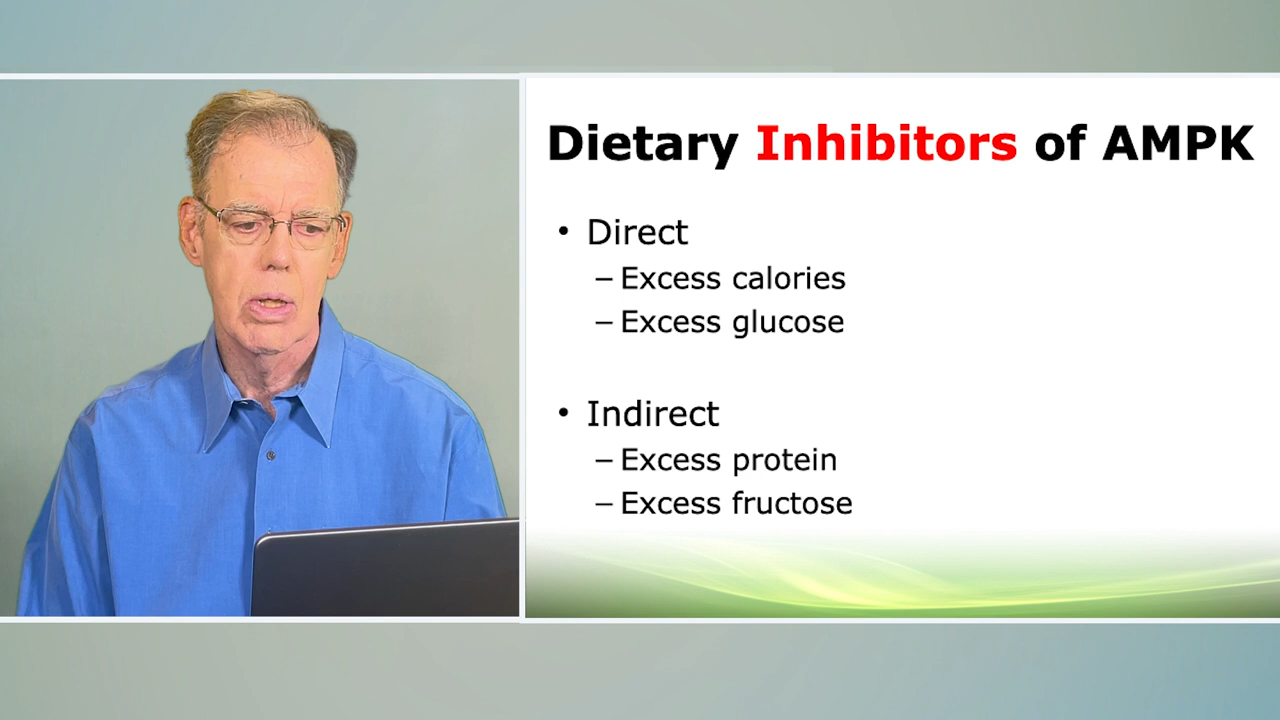 Dietary Inhibitors of AMPK
• Direct
– Excess calories
– Excess glucose
• Indirect
– Excess protein
– Excess fructose